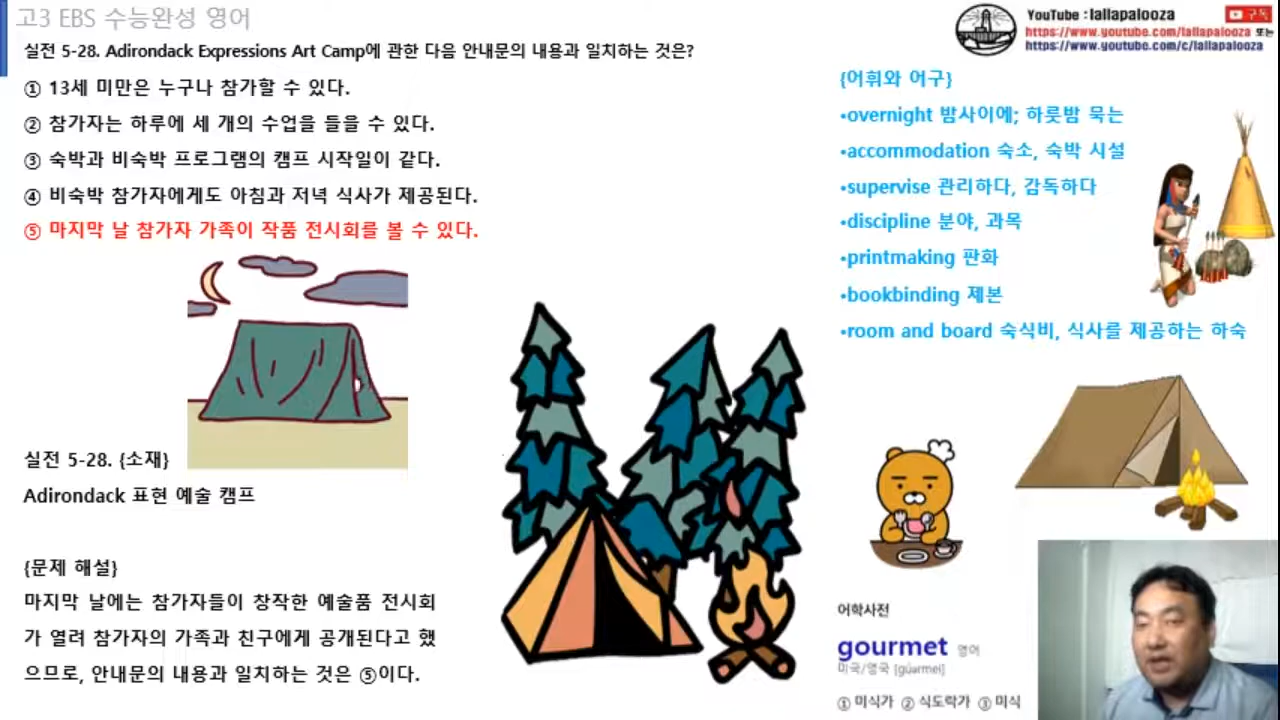 고3 EBS 수능완성 영어
실전 5-28. Adirondack Expressions Art Camp에 관한 다음 안내문의 내용과 일치하는 것은?
① 13세 미만은 누구나 참가할 수 있다.
② 참가자는 하루에 세 개의 수업을 들을 수 있다.
③ 숙박과 비숙박 프로그램의 캠프 시작일이 같다.
④ 비숙박 참가자에게도 아침과 저녁 식사가 제공된다.
⑤ 마지막 날 참가자 가족이 작품 전시회를 볼 수 있다.
실전 5-28. {소재}
Adirondack 표현 예술 캠프
{문제 해설}
마지막 날에는 참가자들이 창작한 예술품 전시회
가 열려 참가자의 가족과 친구에게 공개된다고 했
으므로, 안내문의 내용과 일치하는 것은 ⑤이다.
YouTube : lallapalooza
구독
https://www.youtube.com/lallapalooza 또는
https://www.youtube.com/c/lallapalooza
{어휘와 어구}
•overnight 밤사이에; 하룻밤 묵는
•accommodation 숙소, 숙박 시설
•supervise 관리하다, 감독하다
•discipline 분야, 과목
•printmaking 판화
•bookbinding 제본
•room and board 숙식비, 식사를 제공하는 하숙
어학사전
gourmet 영어
미국/영국 [gúərmei]
① 미식가 ② 식도락가 ③ 미식